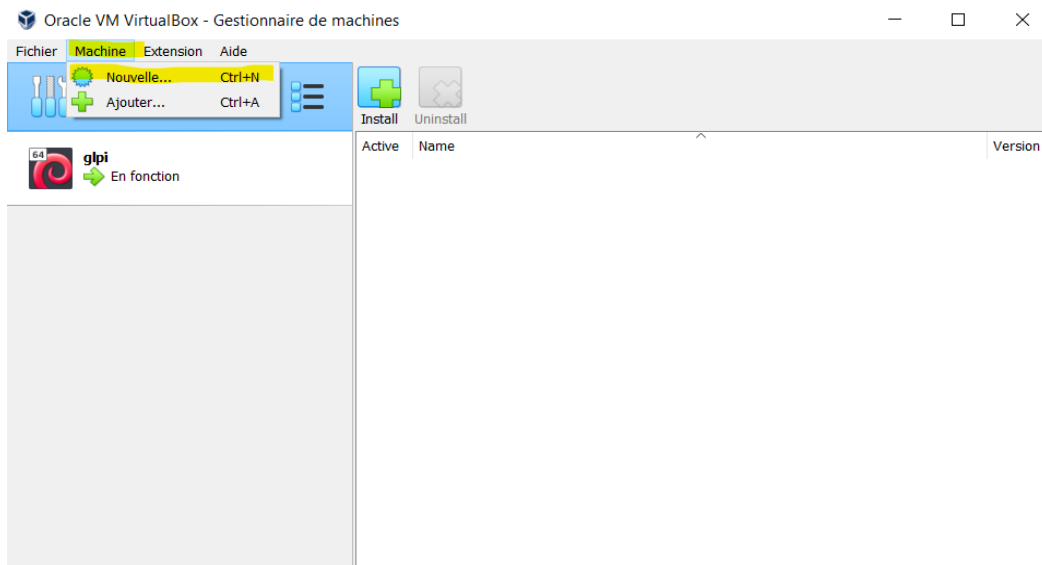 Oracle VM VirtualBox - Gestionnaire de machines
Fichier Machine Extension Aide
Nouvelle... Ctrl+N
Ajouter... Ctrl+A
Install Uninstall
Active Name Version
64
glpi
En fonction